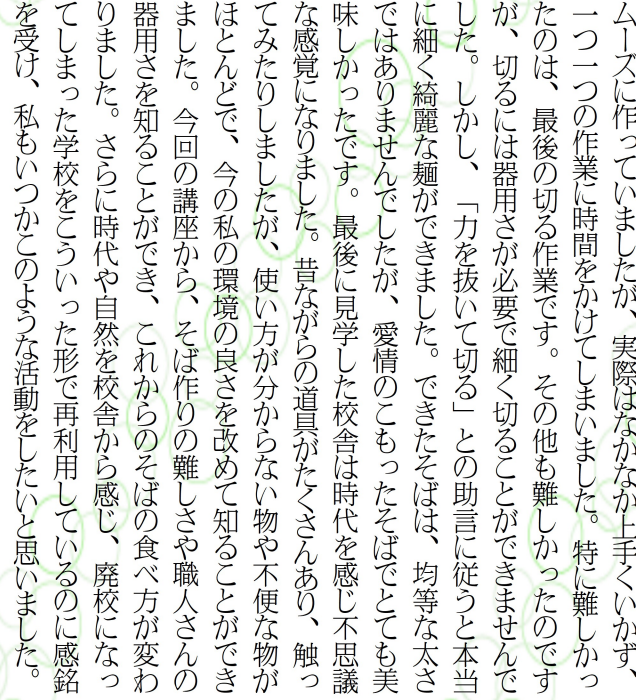 ムーズに作っていましたが、実際はなかなか上手くいかず、
一つ一つの作業に時間をかけてしまいました。特に難しかっ
たのは、最後の切る作業です。その他も難しかったのです
が、切るには器用さが必要で細く切ることができませんで
した。しかし、「力を抜いて切る」との助言に従うと本当
に細く綺麗な麺ができました。できたそばは、均等な太さ
ではありませんでしたが、愛情のこもったそばでとても美
味しかったです。最後に見学した校舎は時代を感じ不思議
な感覚になりました。昔ながらの道具がたくさんあり、触っ
てみたりしましたが、使い方が分からない物や不便な物が
ほとんどで、今の私の環境の良さを改めて知ることができ
ました。今回の講座から、そば作りの難しさや職人さんの
器用さを知ることができ、これからのそばの食べ方が変わ
りました。さらに時代や自然を校舎から感じ、廃校になっ
てしまった学校をこういった形で再利用しているのに感銘
を受け、私もいつかこのような活動をしたいと思いました。